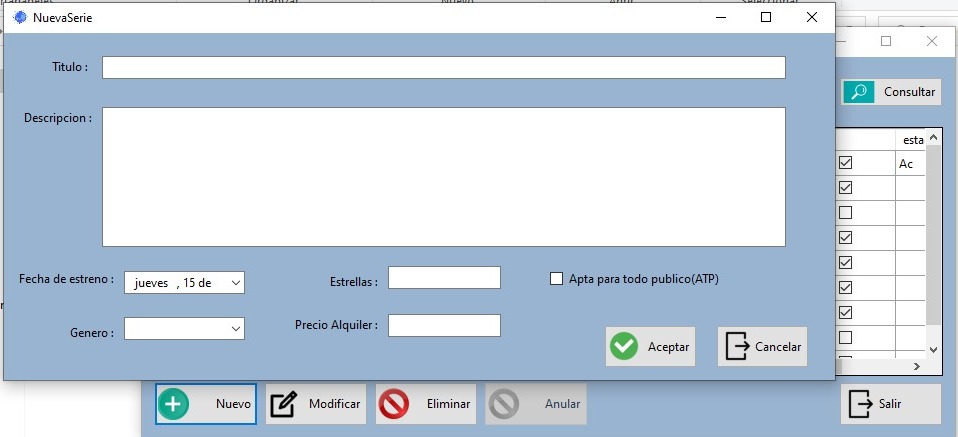 NuevaSerie
Titulo :
Consultar
Descripcion :
esta
Ac
Fecha de estreno :
jueves , 15 de
Estrellas :
Apta para todo publico(ATP)
Genero :
Precio Alquiler :
Aceptar
Cancelar
Nuevo
Modificar
Eliminar
Anular
Salir